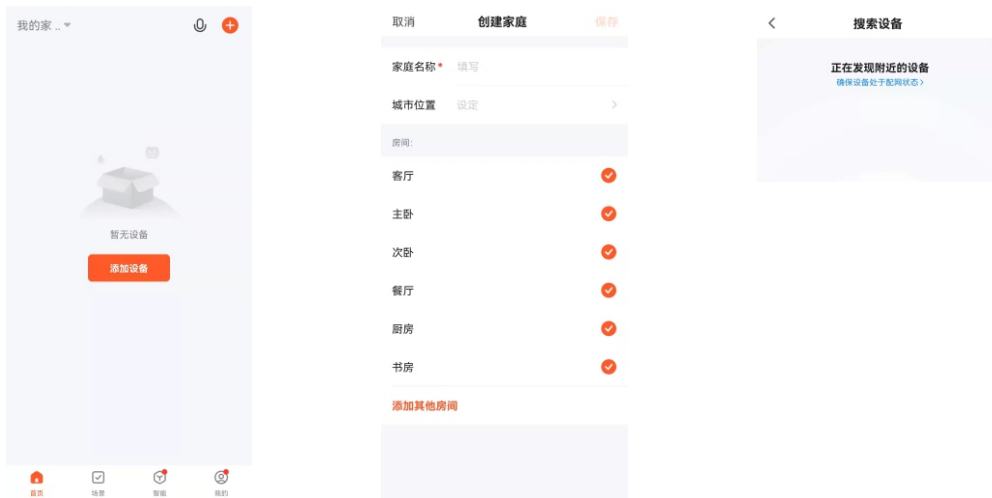 我的家 ..
暂无设备
添加设备
首页
场景
智能
我的
取消 创建家庭 保存
家庭名称* 填写
城市位置 设定
房间:
客厅
主卧
次卧
餐厅
厨房
书房
添加其他房间
搜索设备
正在发现附近的设备
确保设备处于配网状态>